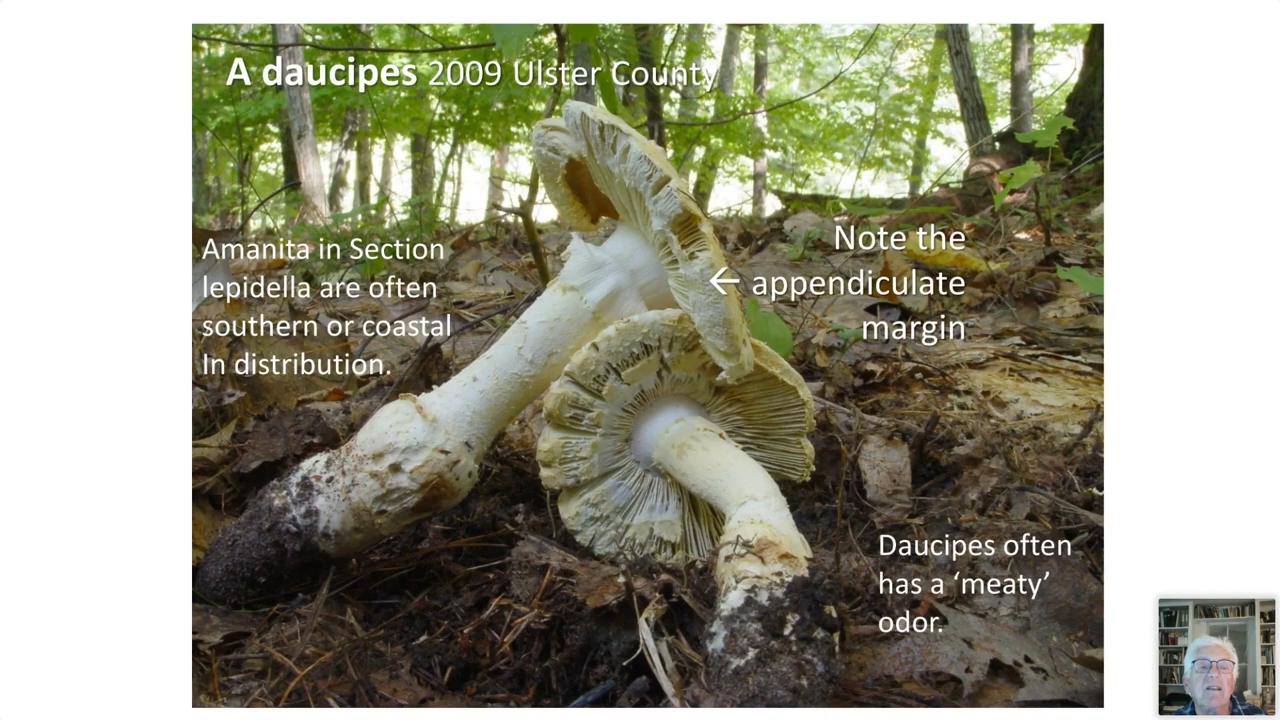 A daucipes 2009 Ulster County
Amanita in Section
lepidella are often
southern or coastal
In distribution.
Note the
← appendiculate
margin
Daucipes often
has a ‘meaty’
odor.